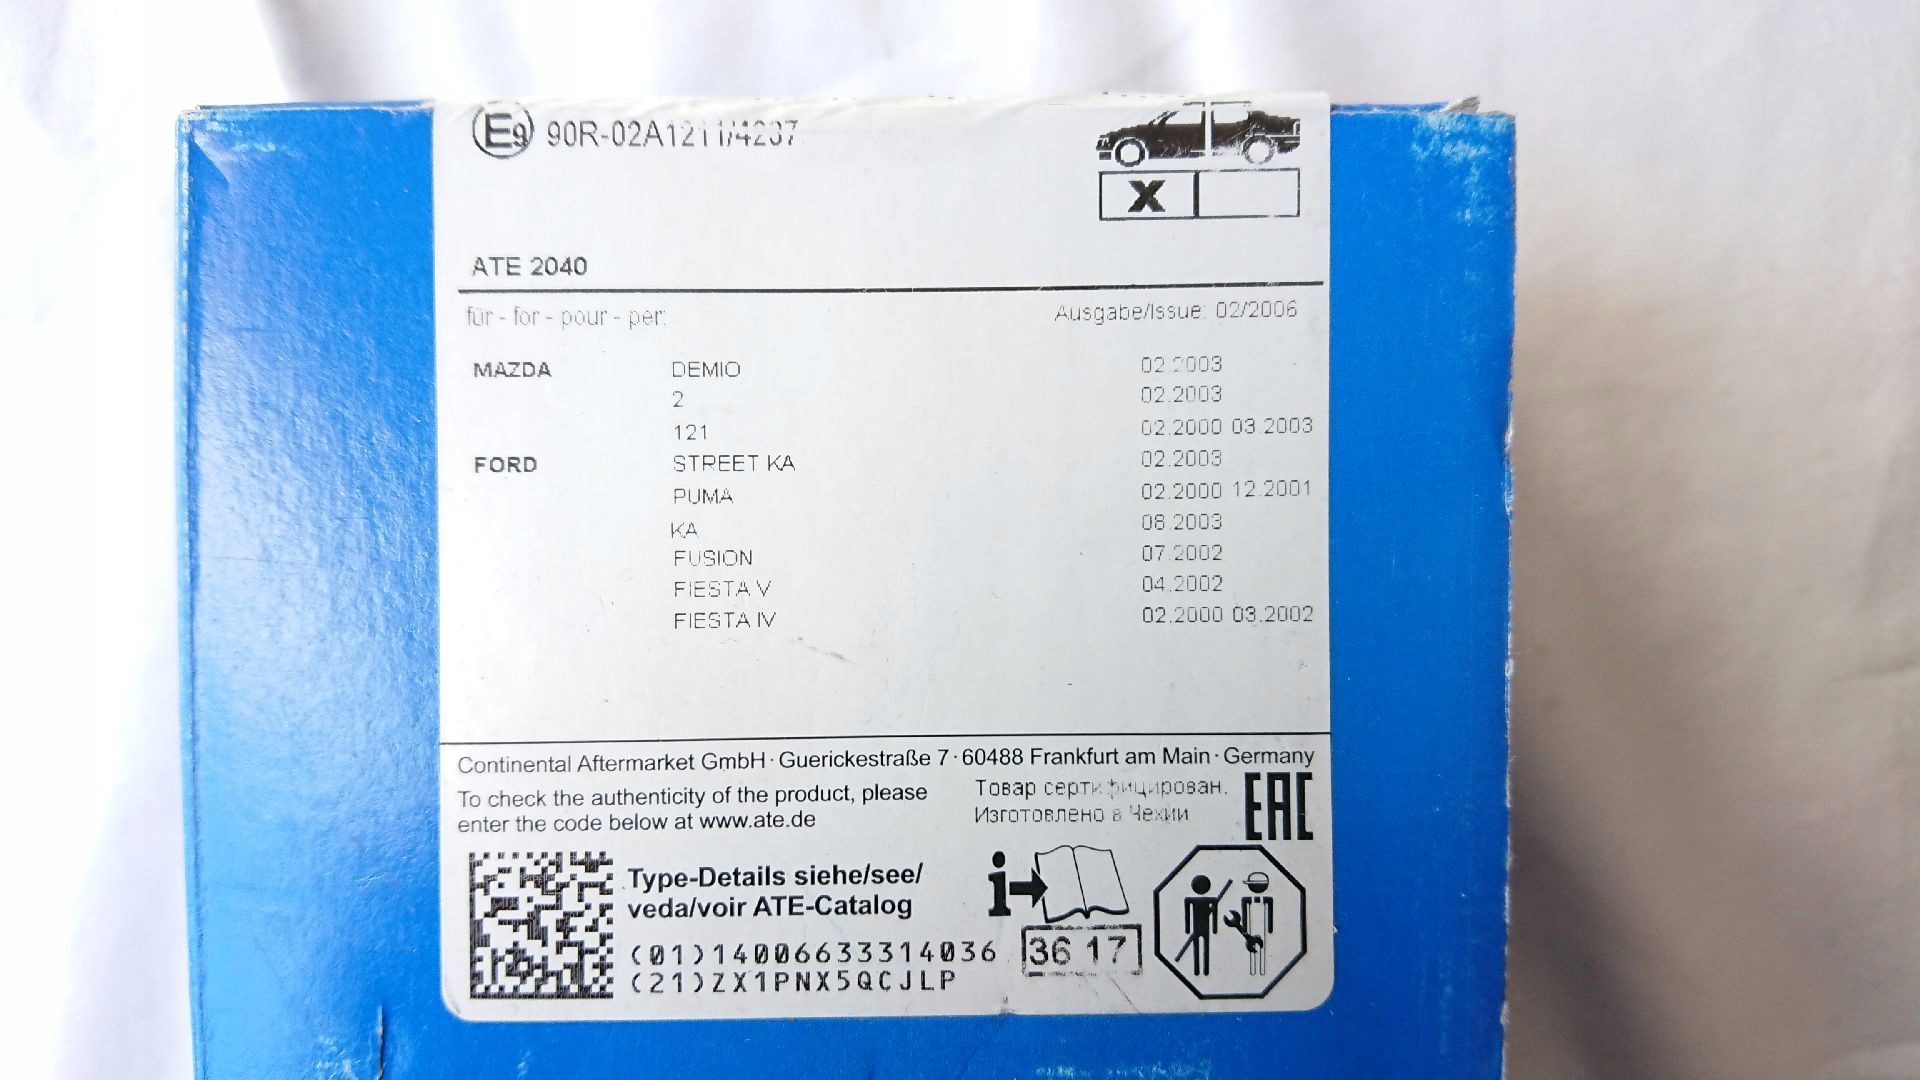 E9 90R-02A1211/4237
X
ATE 2040
für - for - pour - per: Ausgabe/Issue: 02/2006
MAZDA DEMIO 02.2003
2 02.2003
121 02.2000 03.2003
FORD STREET KA 02.2003
PUMA 02.2000 12.2001
KA 08.2003
FUSION 07.2002
FIESTA V 04.2002
FIESTA IV 02.2000 03.2002
Continental Aftermarket GmbH · Guerickestraße 7 · 60488 Frankfurt am Main · Germany
To check the authenticity of the product, please
enter the code below at www.ate.de
Товар сертифицирован.
Изготовлено в Чехии
EAC
Type-Details siehe/see/
veda/voir ATE-Catalog
(01)14006633314036
(21)ZX1PNX5QCJLP
36 17